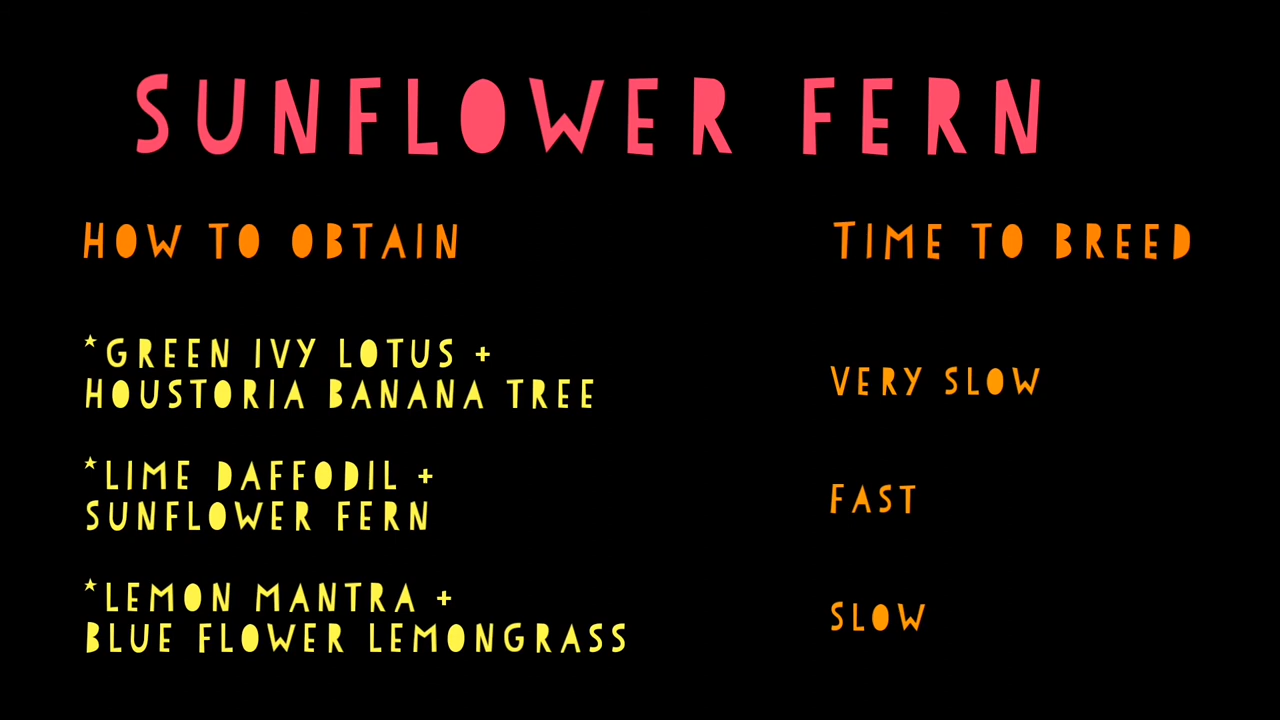 SUNFLOWER FERN
HOW TO OBTAIN
TIME TO BREED
*GREEN IVY LOTUS +
HOUSTORIA BANANA TREE
VERY SLOW
*LIME DAFFODIL +
SUNFLOWER FERN
FAST
*LEMON MANTRA +
BLUE FLOWER LEMONGRASS
SLOW